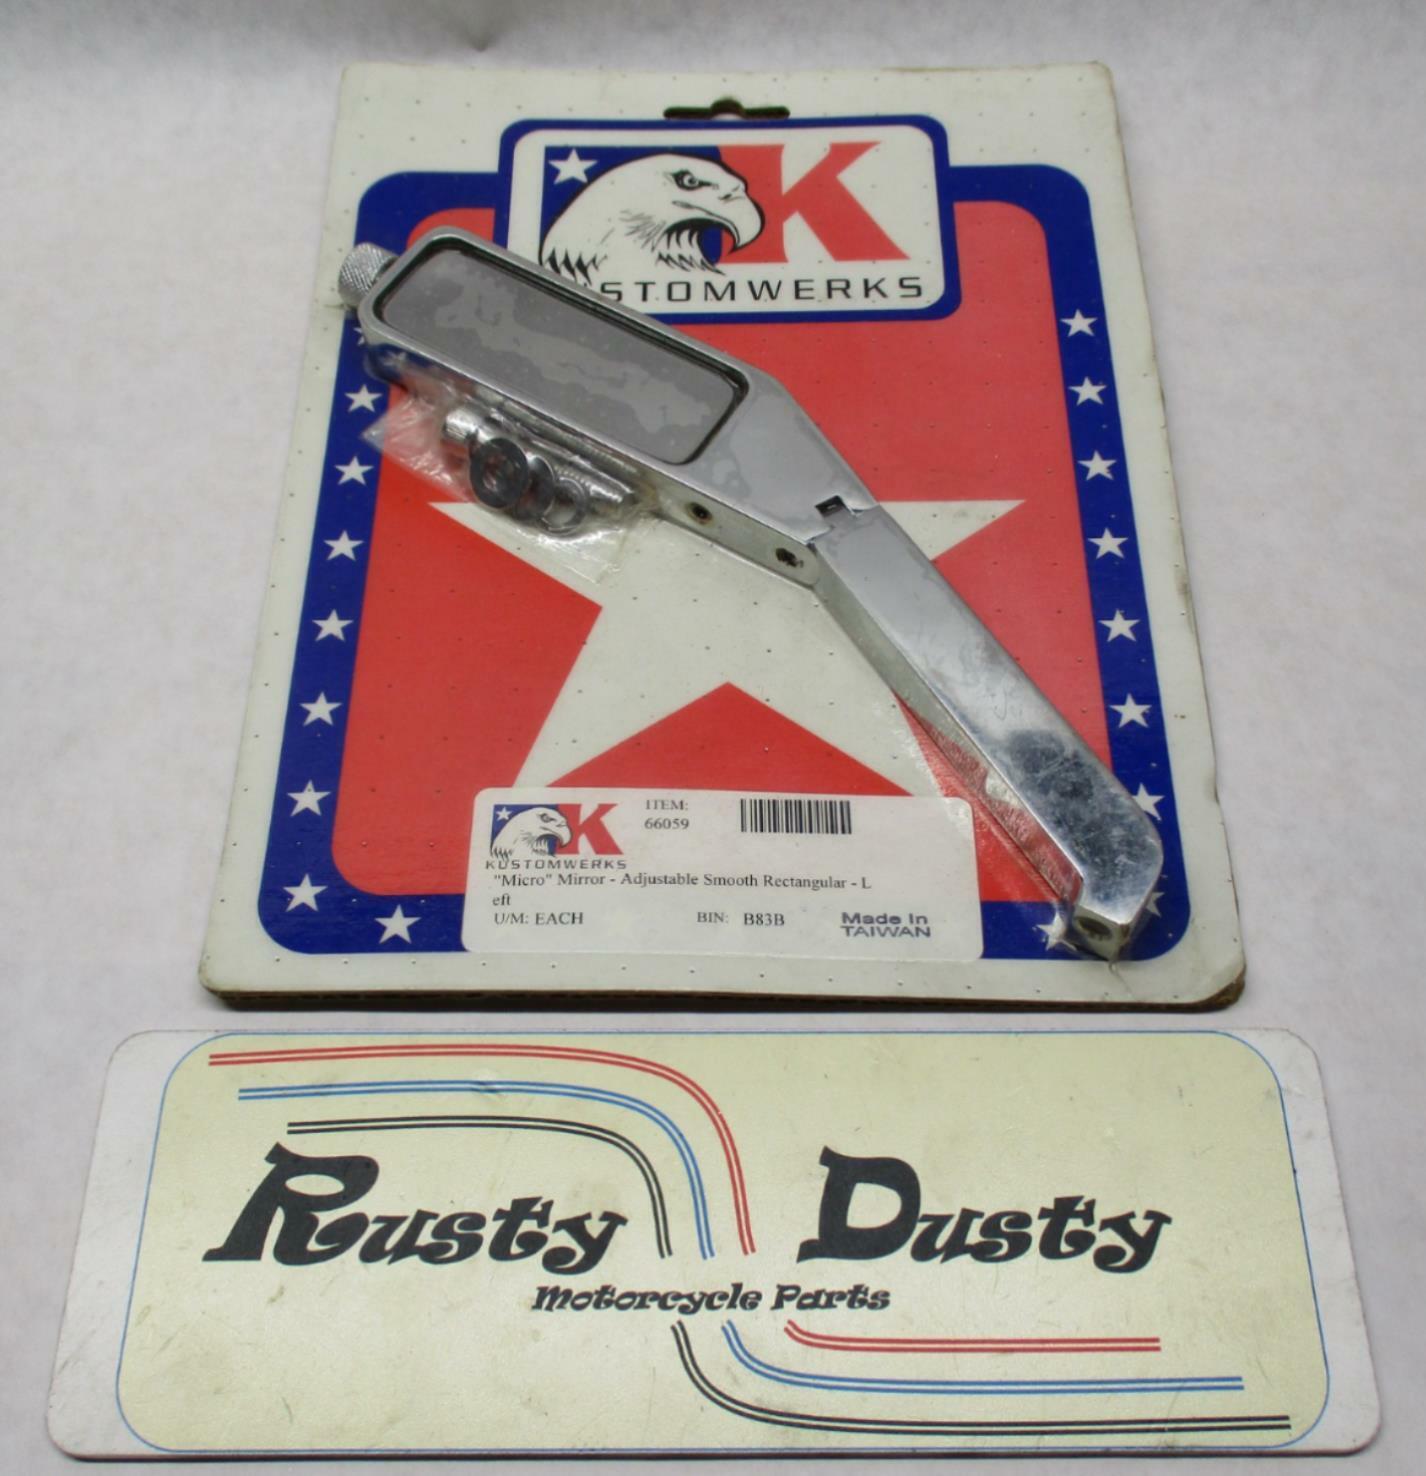 K
KUSTOMWERKS
K
KUSTOMWERKS
ITEM:
66059
"Micro" Mirror - Adjustable Smooth Rectangular - L
eft
U/M: EACH BIN: B83B Made In
TAIWAN
Rusty Dusty
Motorcycle Parts